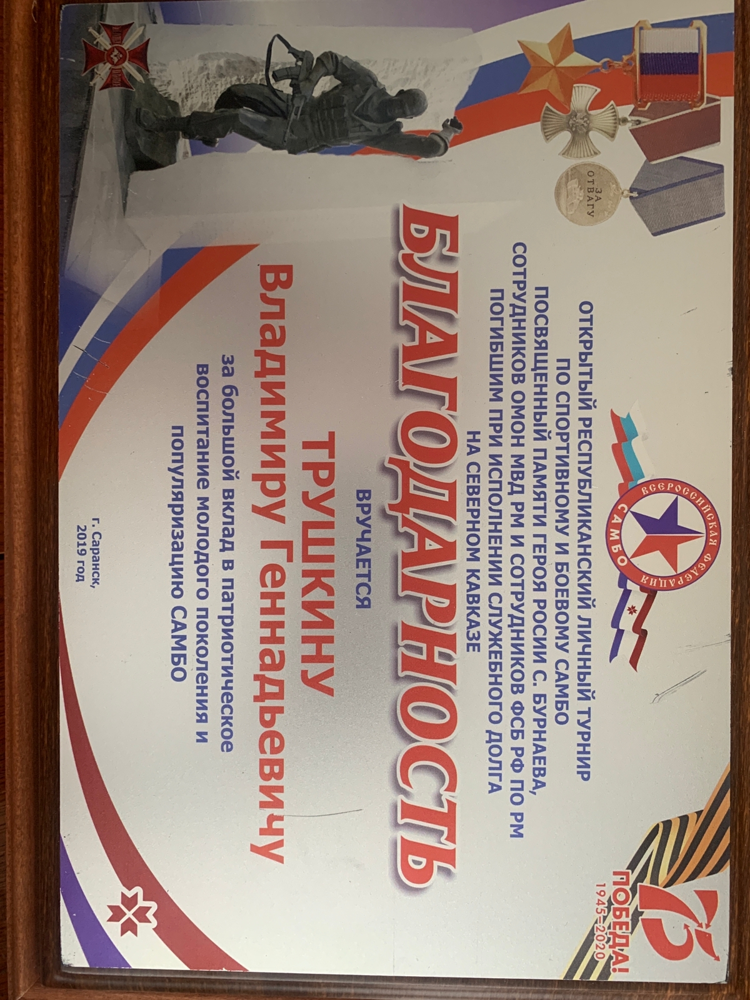 ВСЕРОССИЙСКАЯ ФЕДЕРАЦИЯ
САМБО
ЗА
ОТВАГУ
75
ПОБЕДА!
1945=2020
ОТКРЫТЫЙ РЕСПУБЛИКАНСКИЙ ЛИЧНЫЙ ТУРНИР
ПО СПОРТИВНОМУ И БОЕВОМУ САМБО
ПОСВЯЩЕННЫЙ ПАМЯТИ ГЕРОЯ РОСИИ С. БУРНАЕВА,
СОТРУДНИКОВ ОМОН МВД РМ И СОТРУДНИКОВ ФСБ РФ ПО РМ
ПОГИБШИМ ПРИ ИСПОЛНЕНИИ СЛУЖЕБНОГО ДОЛГА
НА СЕВЕРНОМ КАВКАЗЕ
БЛАГОДАРНОСТЬ
ВРУЧАЕТСЯ
ТРУШКИНУ
Владимиру Геннадьевичу
за большой вклад в патриотическое
воспитание молодого поколения и
популяризацию САМБО
г. Саранск,
2019 год